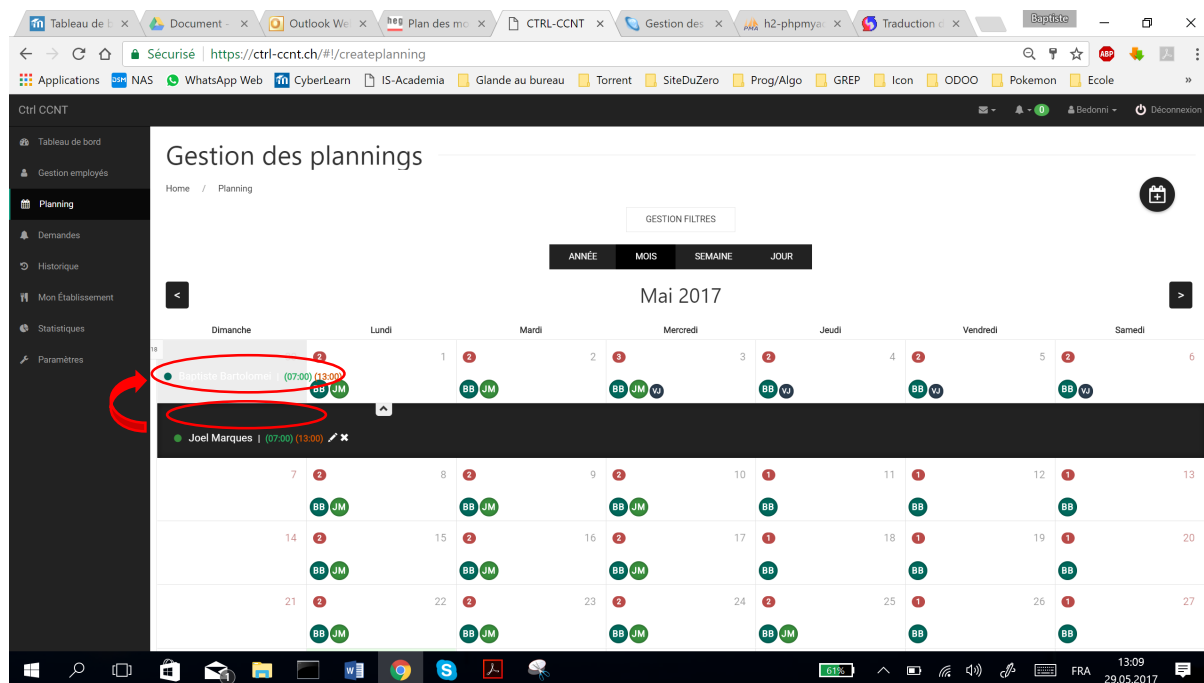 Tableau de b
Document -
Outlook We
Plan des mo
CTRL-CCNT
Gestion des
h2-phpmyad
Traduction d
Baptiste
Sécurisé | https://ctrl-ccnt.ch/#!/createplanning
Applications NAS WhatsApp Web CyberLearn IS-Academia Glande au bureau Torrent SiteDuZero Prog/Algo GREP Icon ODOO Pokemon Ecole »
Ctrl CCNT 0 Bedonni Déconnexion
Tableau de bord
Gestion employés
Planning
Demandes
Historique
Mon Établissement
Statistiques
Paramètres
Gestion des plannings
Home / Planning
GESTION FILTRES
ANNÉE MOIS SEMAINE JOUR
< Mai 2017 >
Dimanche Lundi Mardi Mercredi Jeudi Vendredi Samedi
2 1 2 2 3 3 2 4 2 5 2 6
Baptiste Bartolomei | (07:00) (13:00)
BB JM BB JM BB JM VJ BB VJ BB VJ BB VJ
Joel Marques | (07:00) (13:00)
7 2 8 2 9 2 10 1 11 1 12 1 13
BB JM BB JM BB JM BB BB BB
14 2 15 2 16 2 17 1 18 1 19 1 20
BB JM BB JM BB JM BB BB BB
21 2 22 2 23 2 24 2 25 1 26 1 27
BB JM BB JM BB JM BB JM BB BB
61% FRA 13:09
29.05.2017